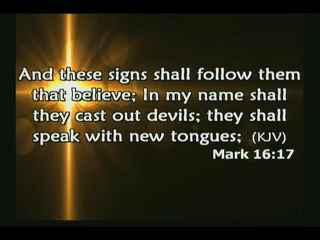 And these signs shall follow them
that believe; In my name shall
they cast out devils; they shall
speak with new tongues; (KJV)
Mark 16:17